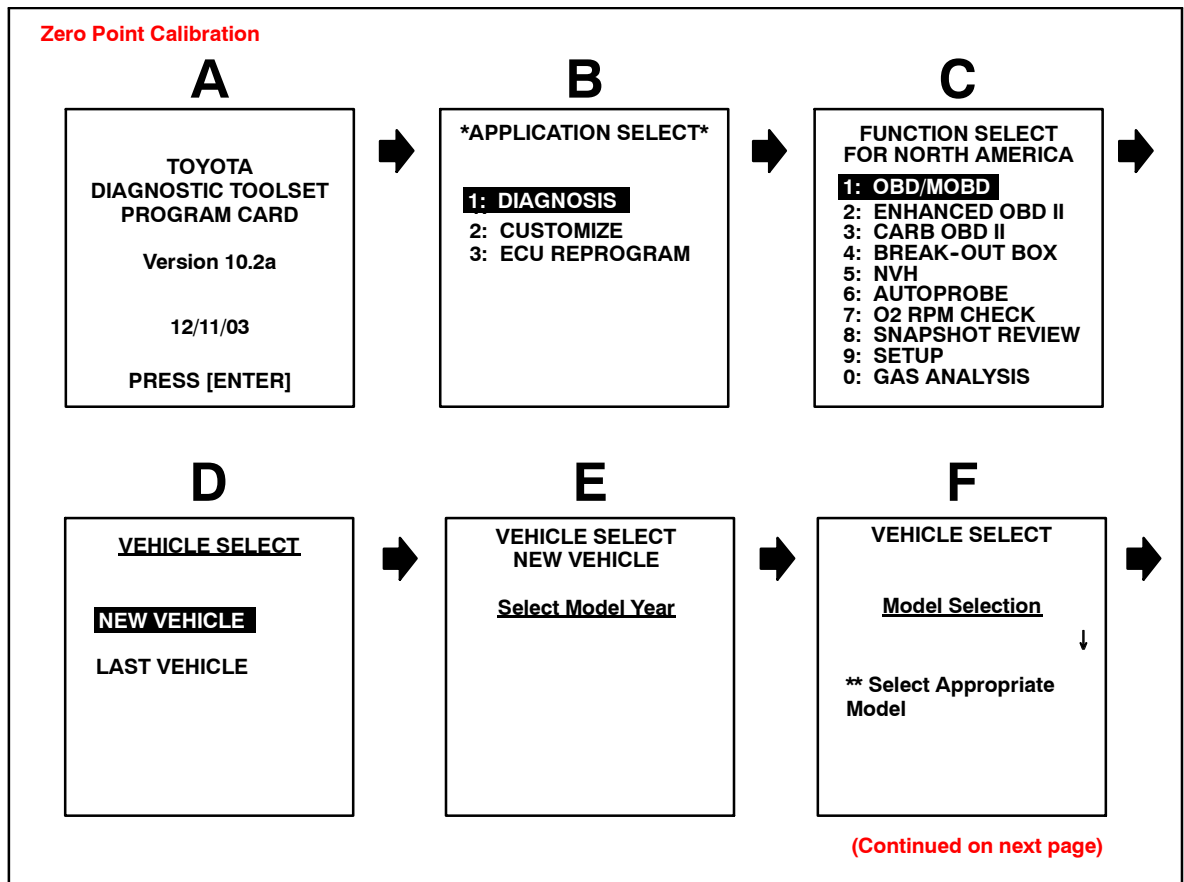 Zero Point Calibration
A
TOYOTA
DIAGNOSTIC TOOLSET
PROGRAM CARD
Version 10.2a
12/11/03
PRESS [ENTER]
B
*APPLICATION SELECT*
1: DIAGNOSIS
2: CUSTOMIZE
3: ECU REPROGRAM
C
FUNCTION SELECT
FOR NORTH AMERICA
1: OBD/MOBD
2: ENHANCED OBD II
3: CARB OBD II
4: BREAK-OUT BOX
5: NVH
6: AUTOPROBE
7: O2 RPM CHECK
8: SNAPSHOT REVIEW
9: SETUP
0: GAS ANALYSIS
D
VEHICLE SELECT
NEW VEHICLE
LAST VEHICLE
E
VEHICLE SELECT
NEW VEHICLE
Select Model Year
F
VEHICLE SELECT
Model Selection
** Select Appropriate
Model
(Continued on next page)